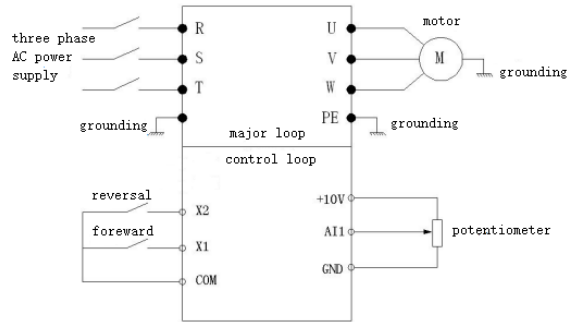 three phase
AC power
supply
R
S
T
grounding
U
V
W
PE
motor
M
grounding
grounding
major loop
control loop
reversal
X2
foreward
X1
COM
+10V
AI1
GND
potentiometer